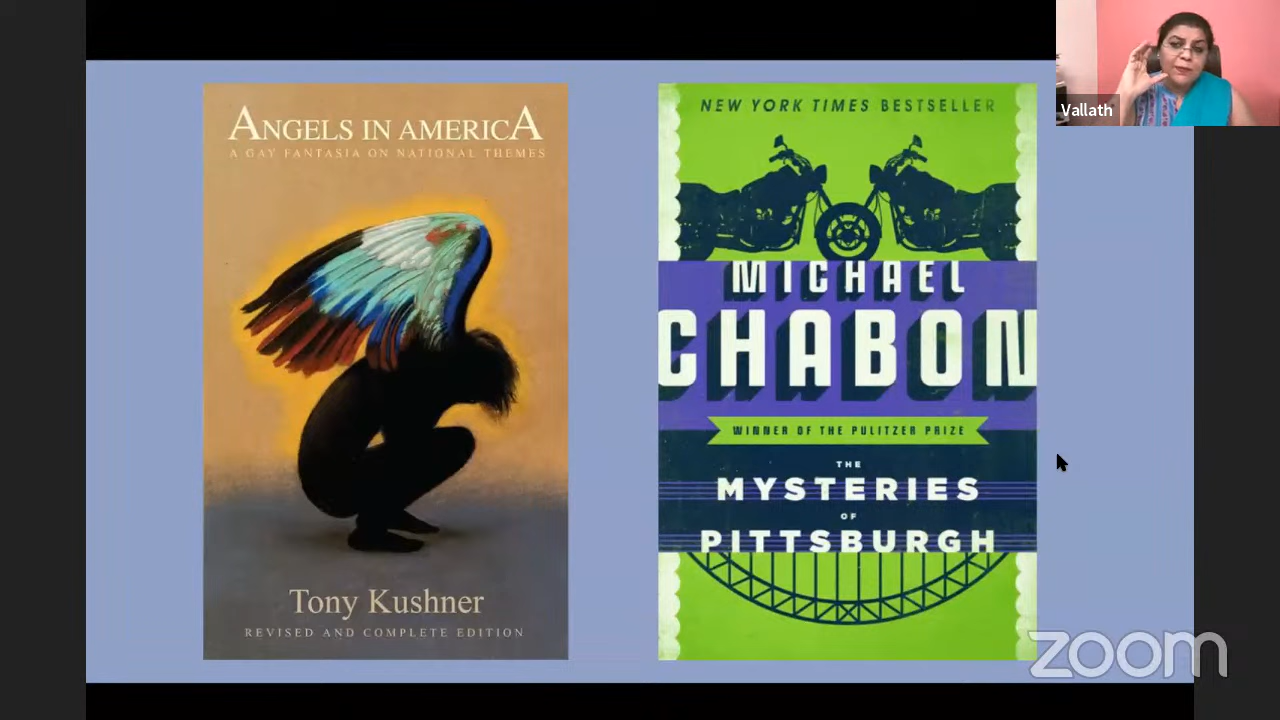 ANGELS IN AMERICA
A GAY FANTASIA ON NATIONAL THEMES
Tony Kushner
REVISED AND COMPLETE EDITION
NEW YORK TIMES BESTSELLER
MICHAEL
CHABON
WINNER OF THE PULITZER PRIZE
THE
MYSTERIES
OF
PITTSBURGH
Vallath
zoom